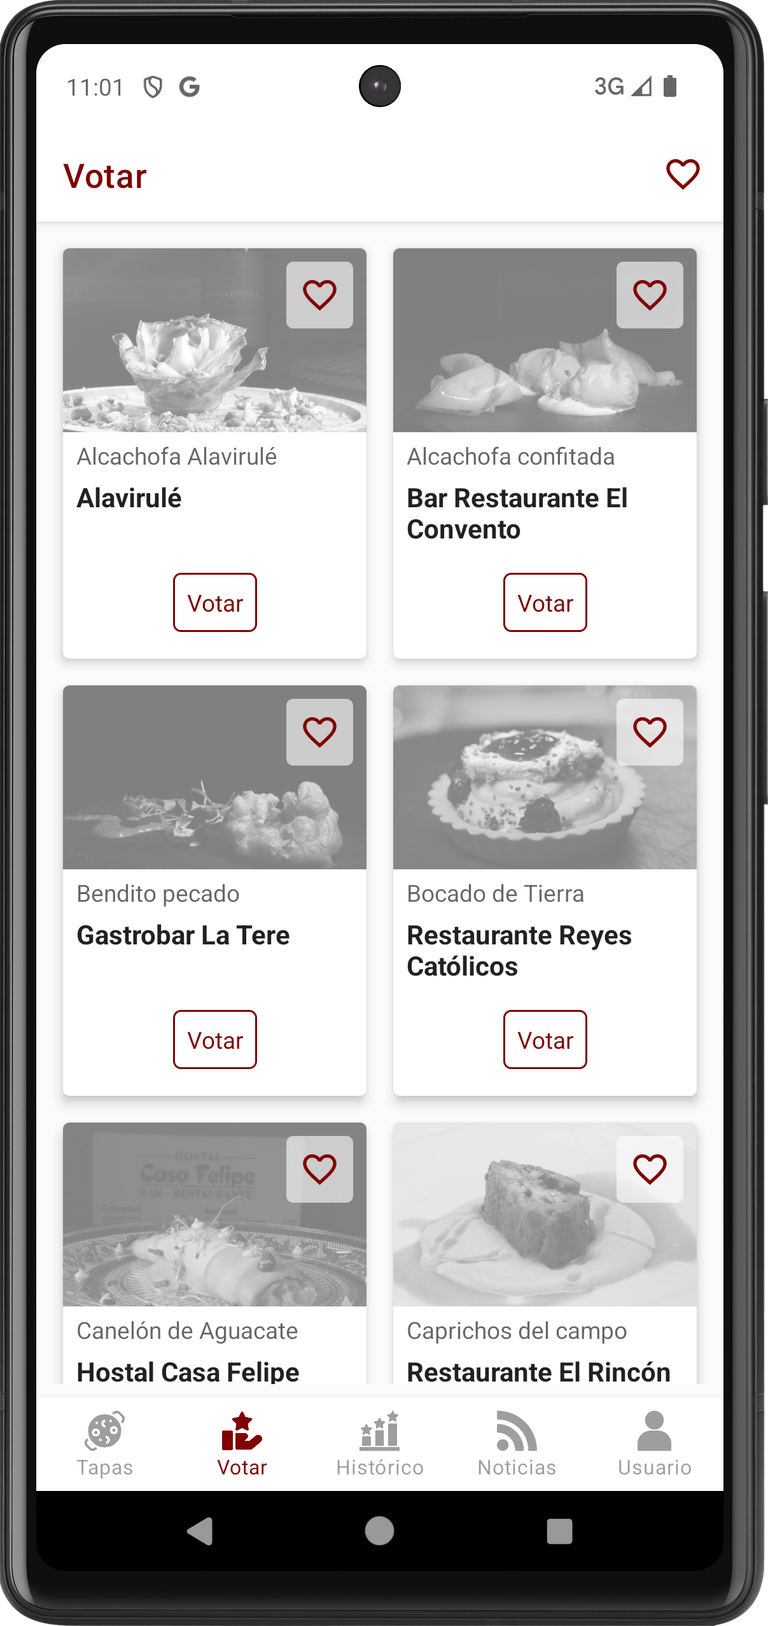 11:01
3G
Votar
Alcachofa Alavirulé
Alavirulé
Votar
Alcachofa confitada
Bar Restaurante El
Convento
Votar
Bendito pecado
Gastrobar La Tere
Votar
Bocado de Tierra
Restaurante Reyes
Católicos
Votar
HOSTAL
Casa Felipe
BAR - RESTAURANTE
Canelón de Aguacate
Hostal Casa Felipe
Caprichos del campo
Restaurante El Rincón
Tapas
Votar
Histórico
Noticias
Usuario